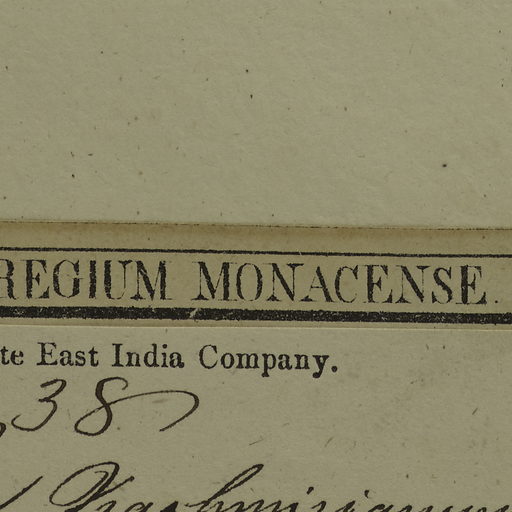 REGIUM MONACENSE.
te East India Company.
38